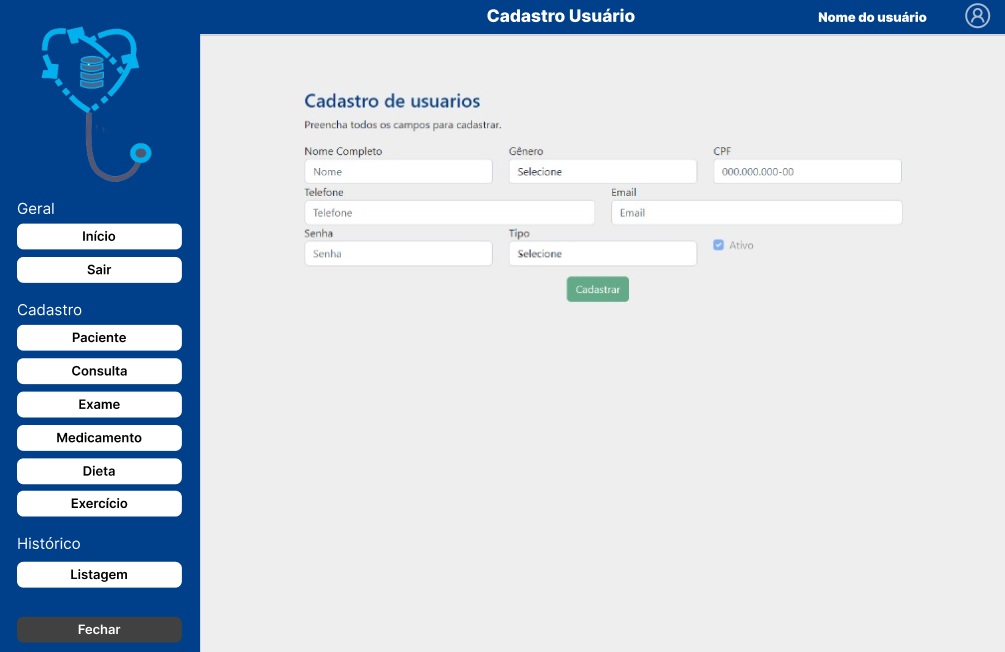 Cadastro Usuário
Nome do usuário
Geral
Início
Sair
Cadastro
Paciente
Consulta
Exame
Medicamento
Dieta
Exercício
Histórico
Listagem
Fechar
Cadastro de usuarios
Preencha todos os campos para cadastrar.
Nome Completo Gênero CPF
Nome Selecione 000.000.000-00
Telefone Email
Telefone Email
Senha Tipo
Senha Selecione Ativo
Cadastrar